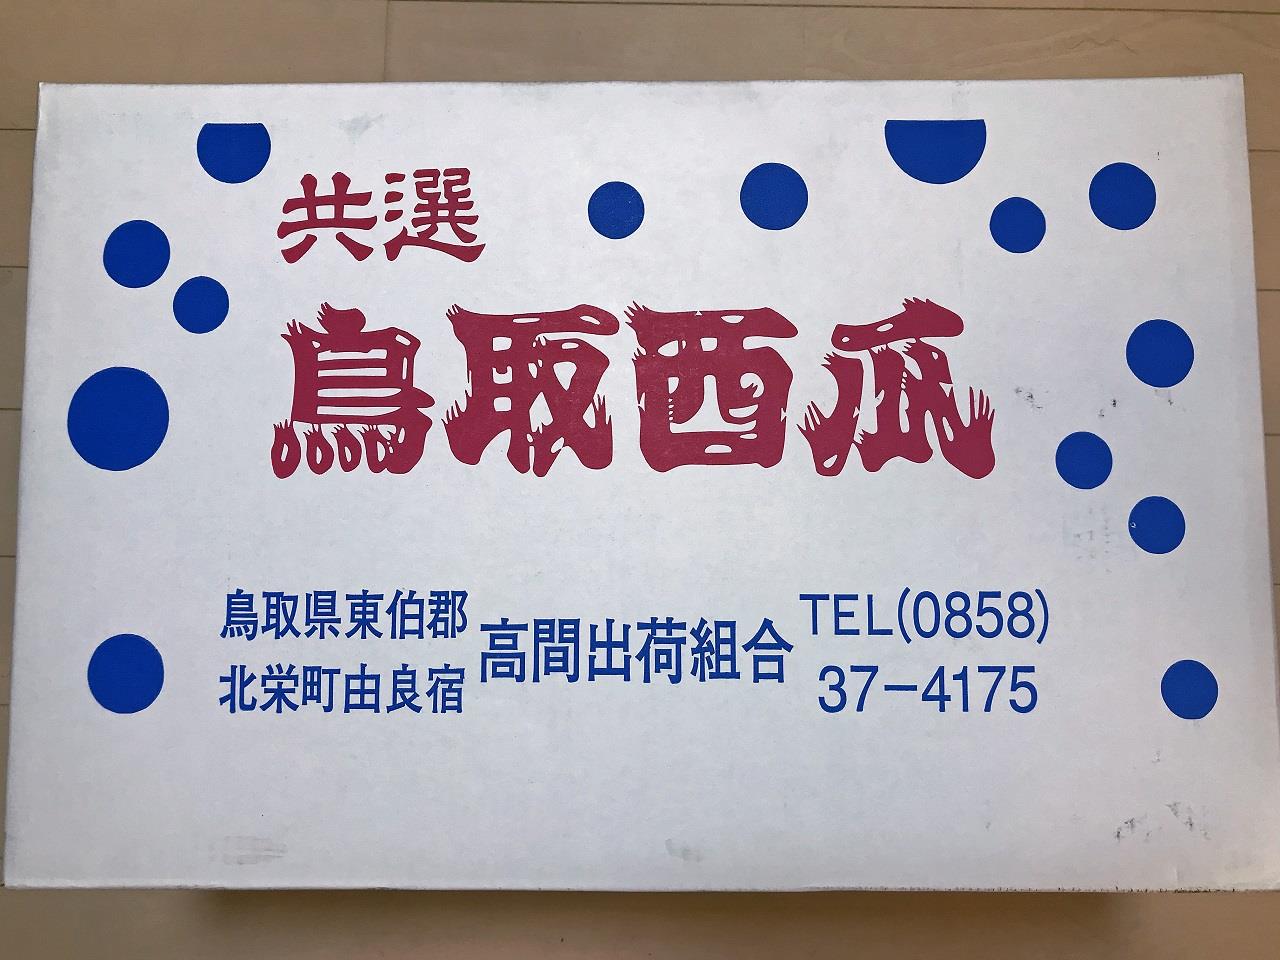 共選
鳥取西瓜
鳥取県東伯郡
北栄町由良宿
高間出荷組合
TEL(0858)
37-4175